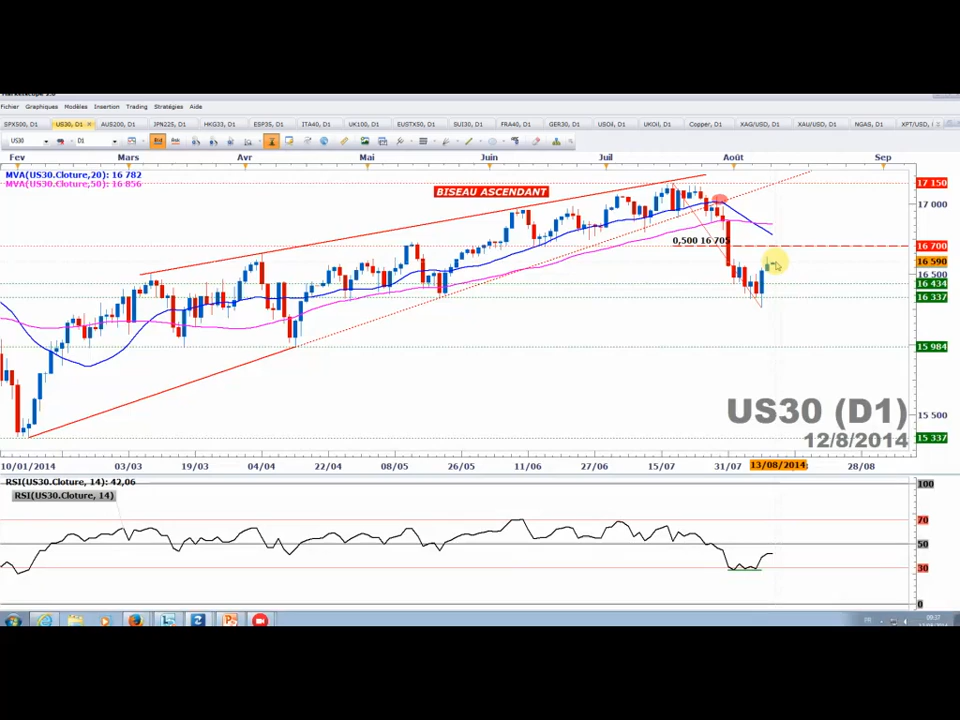 Marketscope 2.0
Fichier Graphiques Modèles Insertion Trading Stratégies Aide
SPX500, D1 US30, D1 AUS200, D1 JPN225, D1 HKG33, D1 ESP35, D1 ITA40, D1 UK100, D1 EUSTX50, D1 SUI30, D1 FRA40, D1 GER30, D1 USOil, D1 UKOil, D1 Copper, D1 XAG/USD, D1 XAU/USD, D1 NGAS, D1 XPT/USD, D1
US30 D1
Fev Mars Avr Mai Juin Juil Août Sep
MVA(US30.Cloture,20): 16 782
MVA(US30.Cloture,50): 16 856
BISEAU ASCENDANT
17 150
17 000
0,500 16 705
16 700
16 590
16 500
16 434
16 337
15 984
15 500
15 337
US30 (D1)
12/8/2014
10/01/2014 03/03 19/03 04/04 22/04 08/05 26/05 11/06 27/06 15/07 31/07 13/08/2014 28/08
RSI(US30.Cloture, 14): 42,06
RSI(US30.Cloture, 14)
100
70
50
30
0
FR
09:37